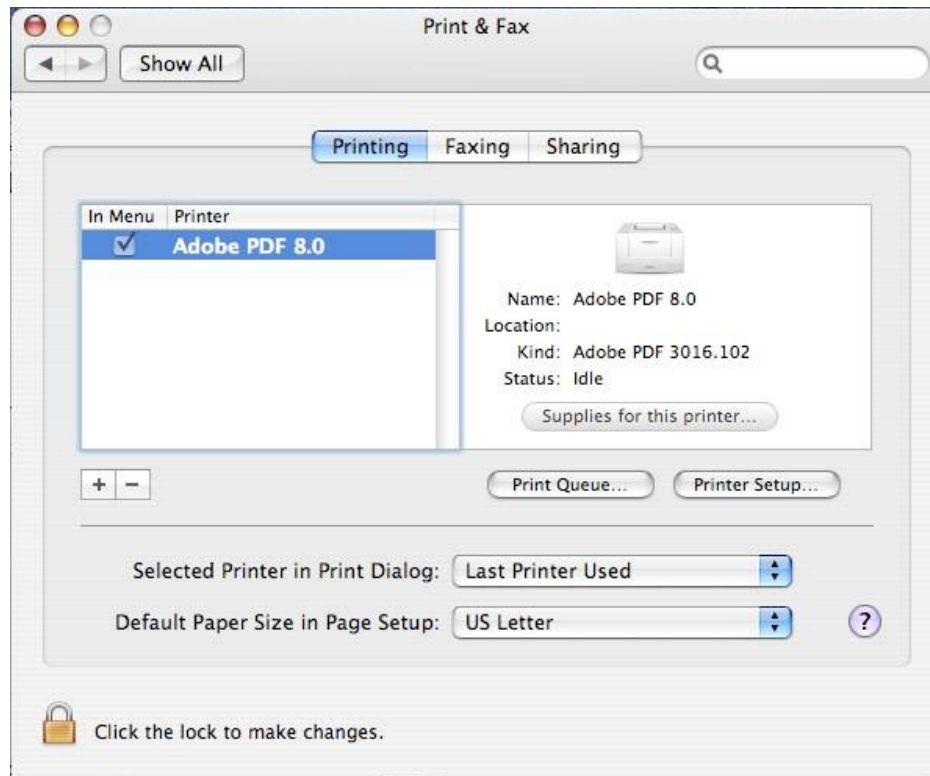 Print & Fax
Show All
Printing Faxing Sharing
In Menu Printer
Adobe PDF 8.0
Name: Adobe PDF 8.0
Location:
Kind: Adobe PDF 3016.102
Status: Idle
Supplies for this printer...
+ −
Print Queue... Printer Setup...
Selected Printer in Print Dialog: Last Printer Used
Default Paper Size in Page Setup: US Letter ?
Click the lock to make changes.